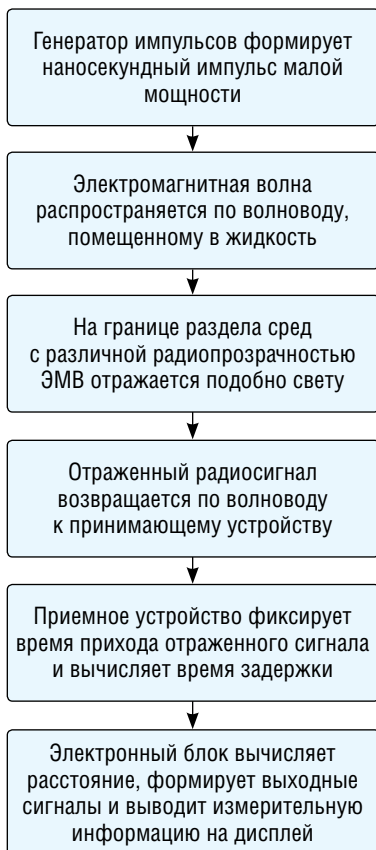 Генератор импульсов формирует
наносекундный импульс малой
мощности
Электромагнитная волна
распространяется по волноводу,
помещенному в жидкость
На границе раздела сред
с различной радиопрозрачностью
ЭМВ отражается подобно свету
Отраженный радиосигнал
возвращается по волноводу
к принимающему устройству
Приемное устройство фиксирует
время прихода отраженного сигнала
и вычисляет время задержки
Электронный блок вычисляет
расстояние, формирует выходные
сигналы и выводит измерительную
информацию на дисплей